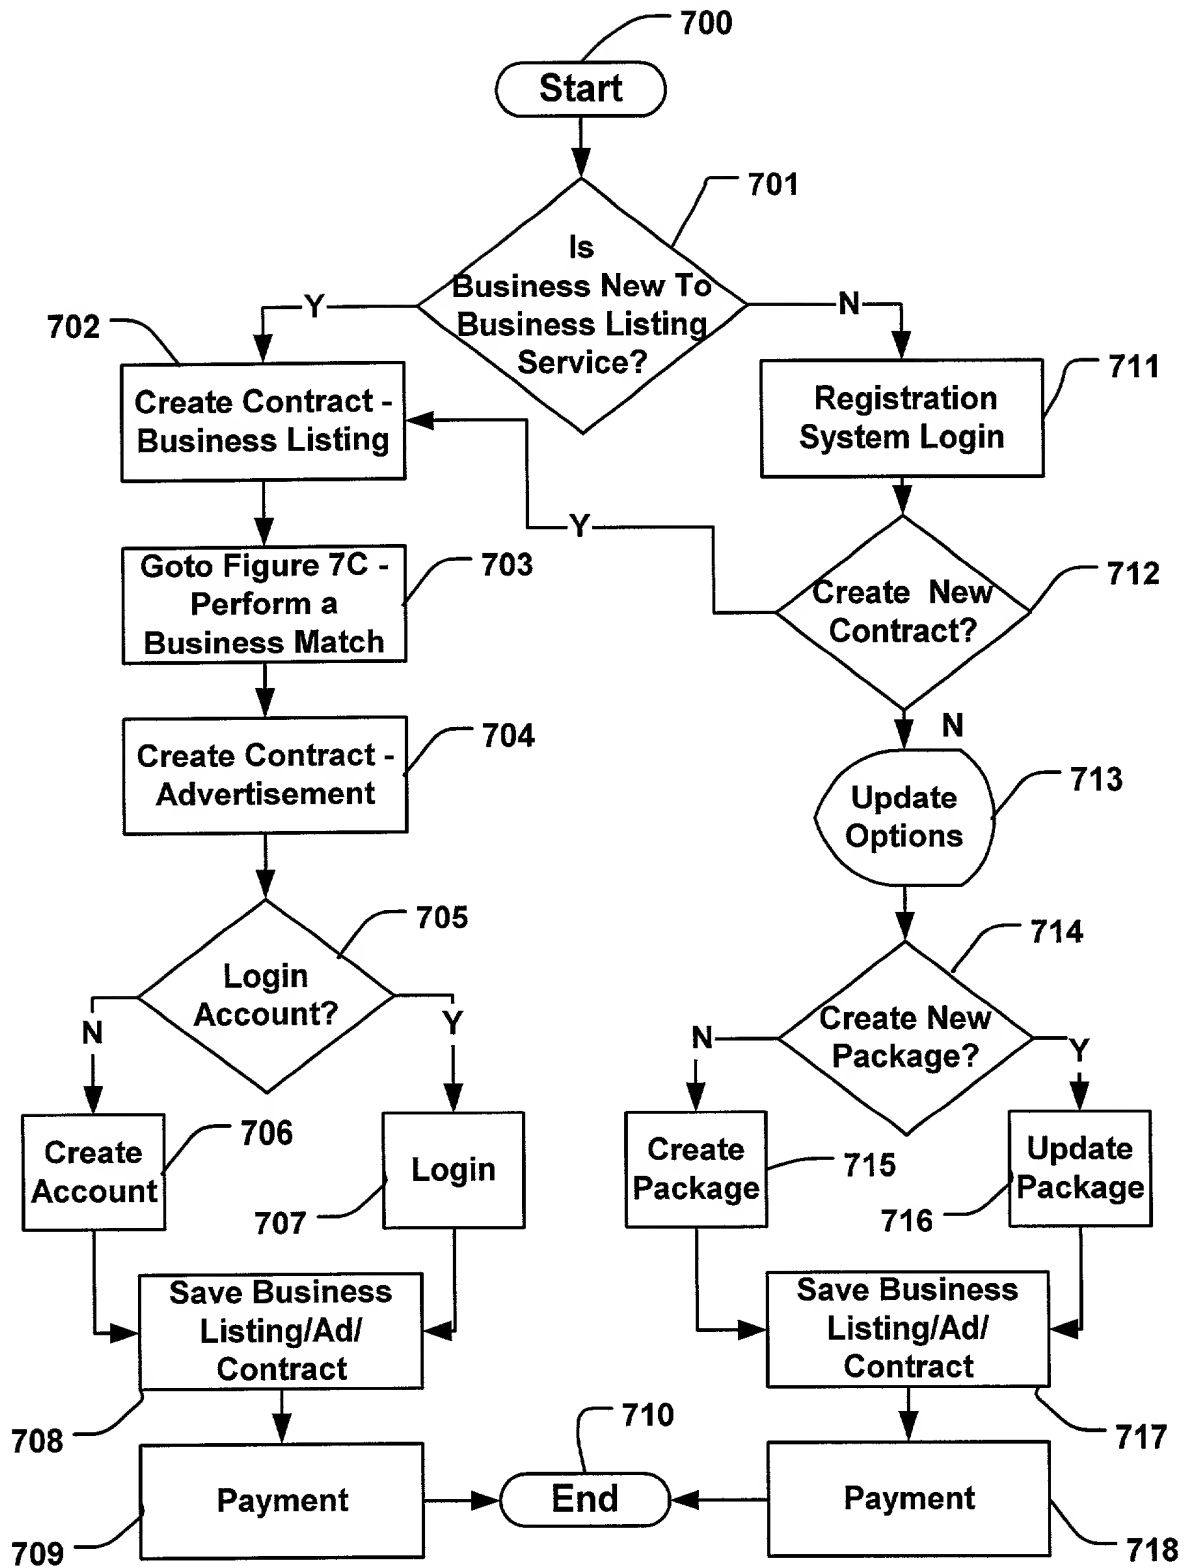 700
Start
701
Is
Business New To
Business Listing
Service?
Y
N
702
Create Contract -
Business Listing
711
Registration
System Login
Y
Goto Figure 7C -
Perform a
Business Match
703
Create New
Contract?
712
N
Create Contract -
Advertisement
704
Update
Options
713
Login
Account?
705
N
Y
Create New
Package?
714
N
Y
Create
Account
706
Login
707
Create
Package
715
Update
Package
716
Save Business
Listing/Ad/
Contract
708
Save Business
Listing/Ad/
Contract
717
Payment
709
710
End
Payment
718